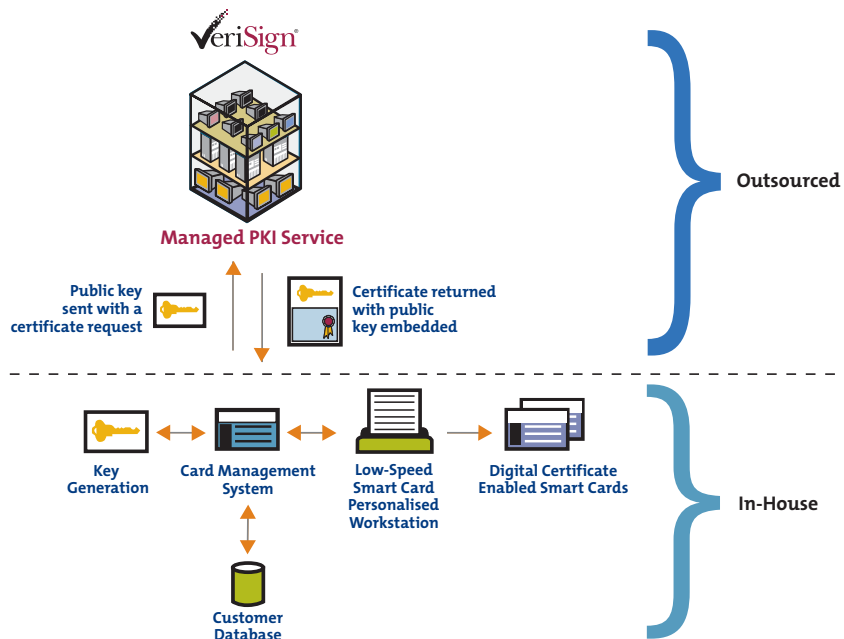 VeriSign®
Outsourced
Managed PKI Service
Public key
sent with a
certificate request
Certificate returned
with public
key embedded
Key
Generation
Card Management
System
Low-Speed
Smart Card
Personalised
Workstation
Digital Certificate
Enabled Smart Cards
In-House
Customer
Database